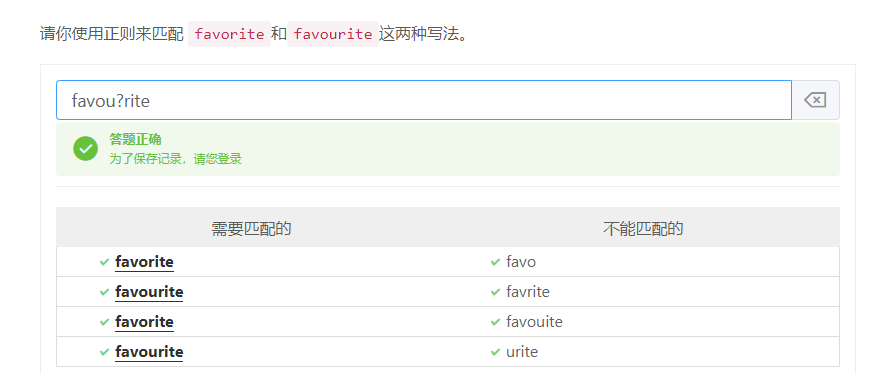 请你使用正则来匹配 favorite 和 favourite 这两种写法。
favou?rite
答题正确
为了保存记录，请您登录
需要匹配的 不能匹配的
favorite favo
favourite favrite
favorite favouite
favourite urite